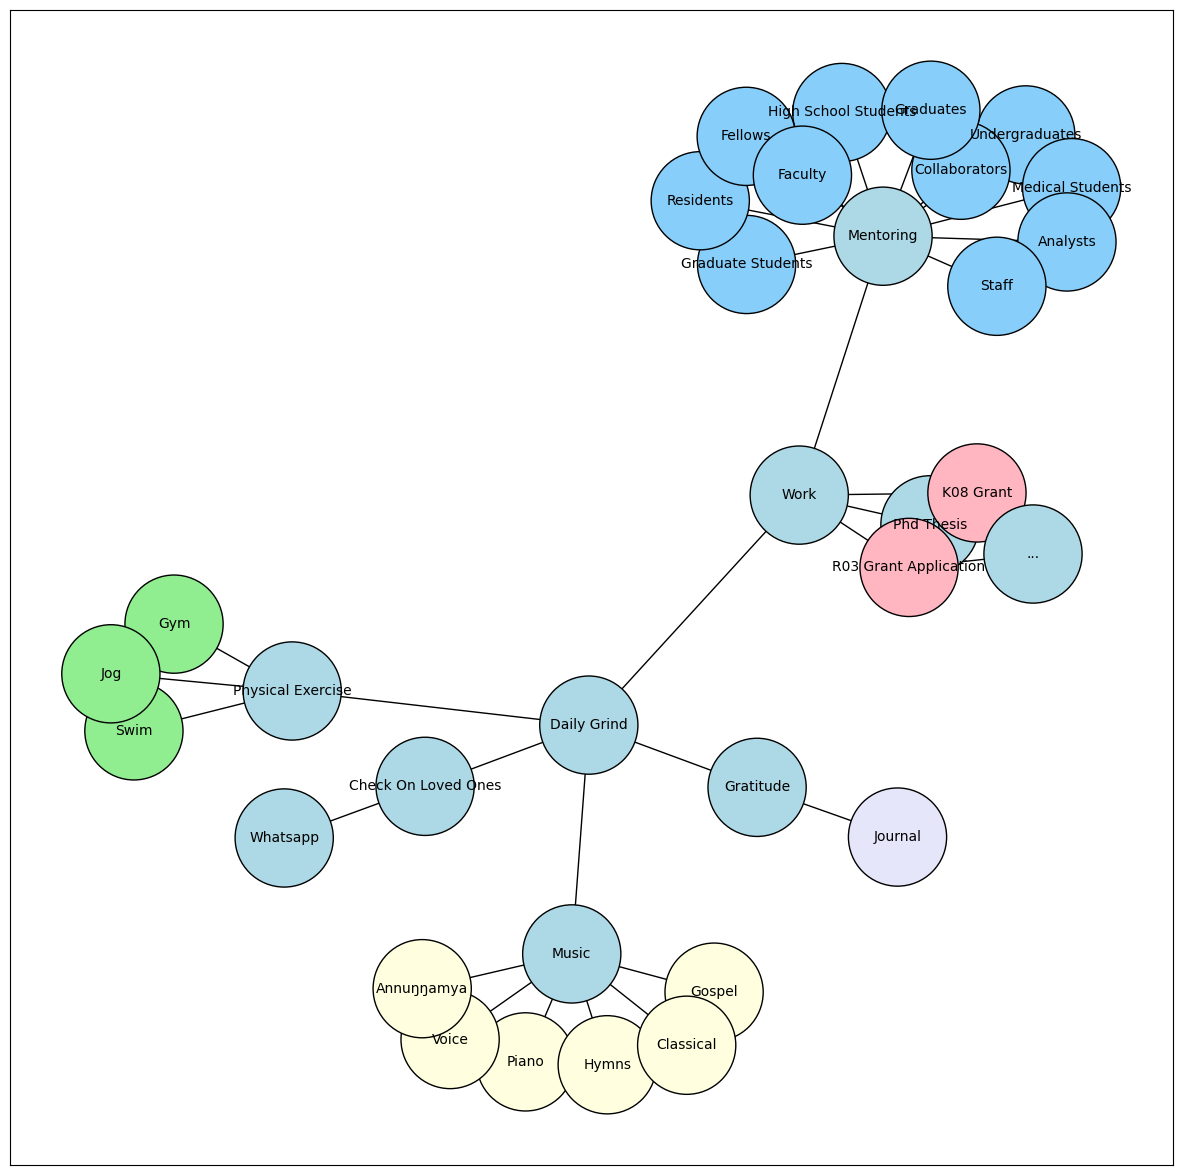 High School Students
Graduates
Fellows
Undergraduates
Faculty
Collaborators
Medical Students
Residents
Mentoring
Analysts
Graduate Students
Staff
Work
K08 Grant
Phd Thesis
...
R03 Grant Application
Gym
Jog
Physical Exercise
Swim
Daily Grind
Check On Loved Ones
Gratitude
Whatsapp
Journal
Music
Annuŋŋamya
Gospel
Voice
Classical
Piano
Hymns